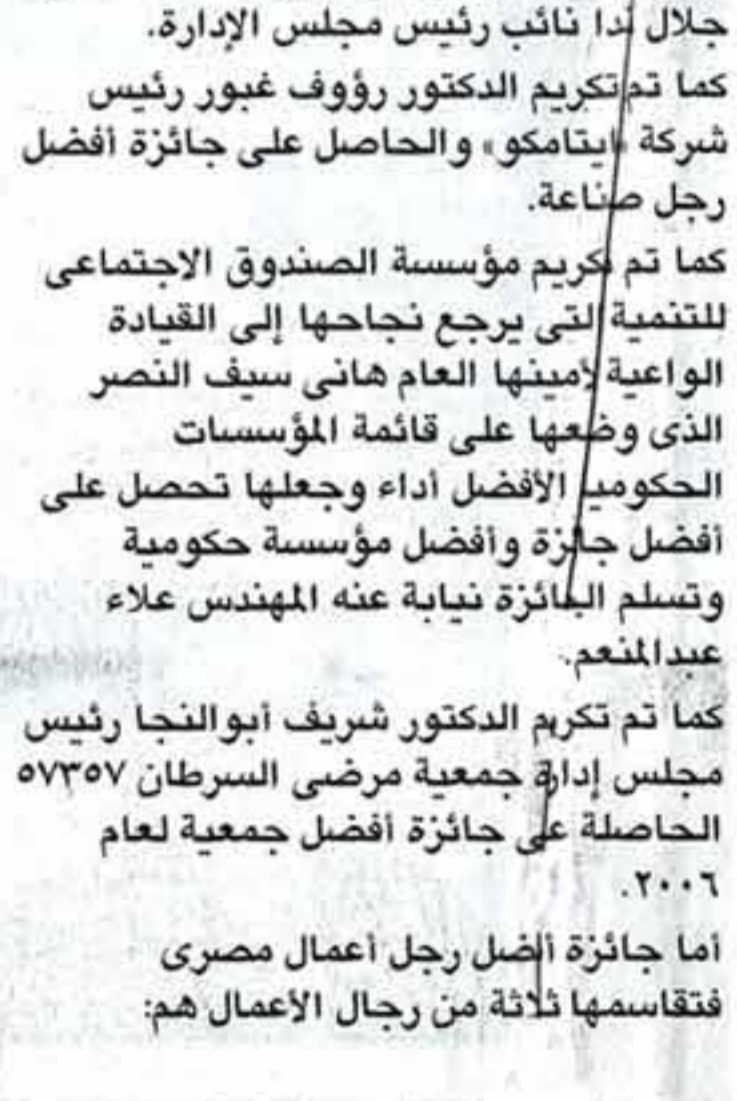 جلال ندا نائب رئيس مجلس الإدارة.
كما تم تكريم الدكتور رؤوف غبور رئيس
شركة «ايتامكو» والحاصل على جائزة أفضل
رجل صناعة.
كما تم تكريم مؤسسة الصندوق الاجتماعى
للتنمية التى يرجع نجاحها إلى القيادة
الواعية لأمينها العام هانى سيف النصر
الذى وضعها على قائمة المؤسسات
الحكومية الأفضل أداء وجعلها تحصل على
أفضل جائزة وأفضل مؤسسة حكومية
وتسلم الجائزة نيابة عنه المهندس علاء
عبدالمنعم.
كما تم تكريم الدكتور شريف أبوالنجا رئيس
مجلس إدارة جمعية مرضى السرطان ٥٧٣٥٧
الحاصلة على جائزة أفضل جمعية لعام
٢٠٠٦.
أما جائزة أفضل رجل أعمال مصرى
فتقاسمها ثلاثة من رجال الأعمال هم: